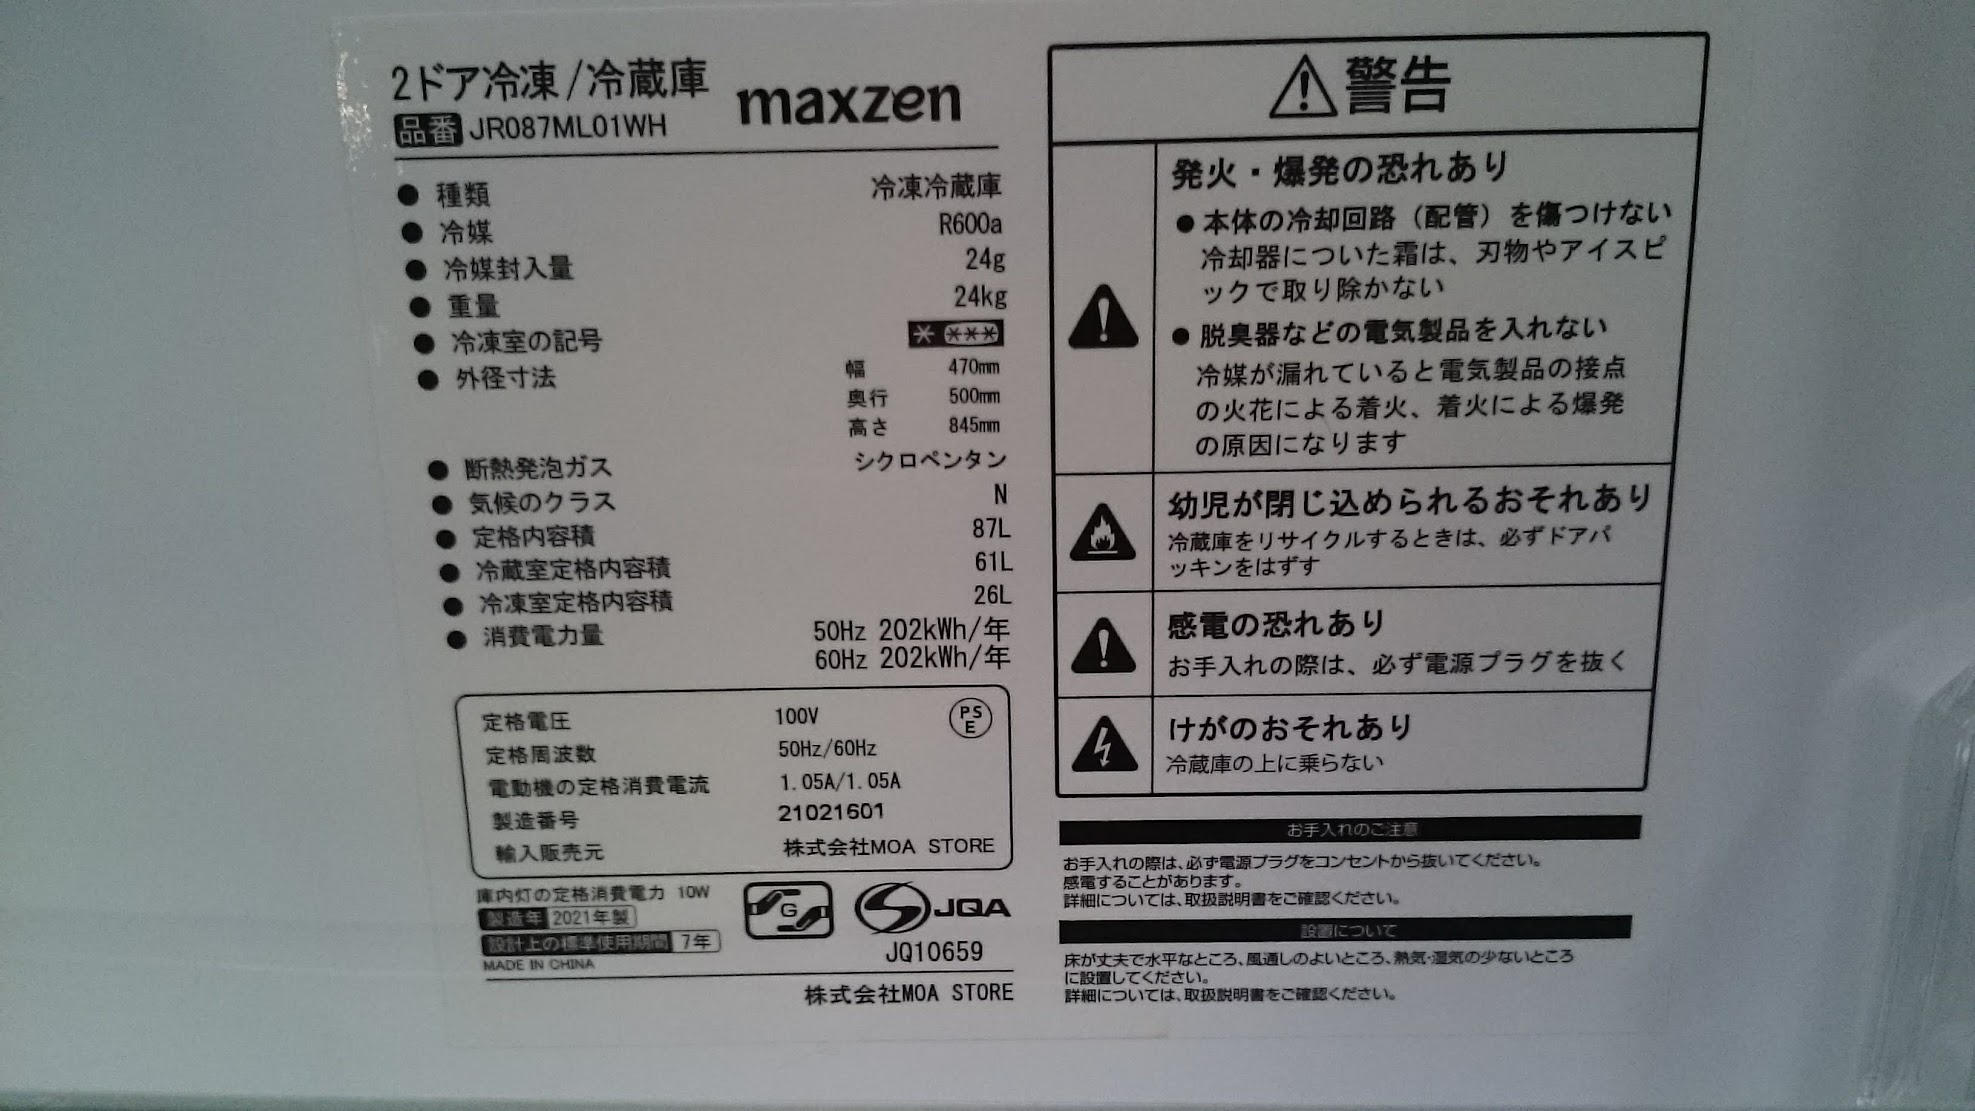 2ドア冷凍/冷蔵庫 maxzen
品番 JR087ML01WH
● 種類 冷凍冷蔵庫
● 冷媒 R600a
● 冷媒封入量 24g
● 重量 24kg
● 冷凍室の記号 * ***
● 外径寸法 幅 470mm
奥行 500mm
高さ 845mm
● 断熱発泡ガス シクロペンタン
● 気候のクラス N
● 定格内容積 87L
● 冷蔵室定格内容積 61L
● 冷凍室定格内容積 26L
● 消費電力量 50Hz 202kWh/年
60Hz 202kWh/年
定格電圧 100V PSE
定格周波数 50Hz/60Hz
電動機の定格消費電流 1.05A/1.05A
製造番号 21021601
輸入販売元 株式会社MOA STORE
庫内灯の定格消費電力 10W
製造年 2021年製
設計上の標準使用期間 7年
MADE IN CHINA
G
JQA
JQ10659
株式会社MOA STORE
警告
発火・爆発の恐れあり
● 本体の冷却回路（配管）を傷つけない
冷却器についた霜は、刃物やアイスピ
ックで取り除かない
● 脱臭器などの電気製品を入れない
冷媒が漏れていると電気製品の接点
の火花による着火、着火による爆発
の原因になります
幼児が閉じ込められるおそれあり
冷蔵庫をリサイクルするときは、必ずドアパ
ッキンをはずす
感電の恐れあり
お手入れの際は、必ず電源プラグを抜く
けがのおそれあり
冷蔵庫の上に乗らない
お手入れのご注意
お手入れの際は、必ず電源プラグをコンセントから抜いてください。
感電することがあります。
詳細については、取扱説明書をご確認ください。
設置について
床が丈夫で水平なところ、風通しのよいところ、熱気・湿気の少ないところ
に設置してください。
詳細については、取扱説明書をご確認ください。